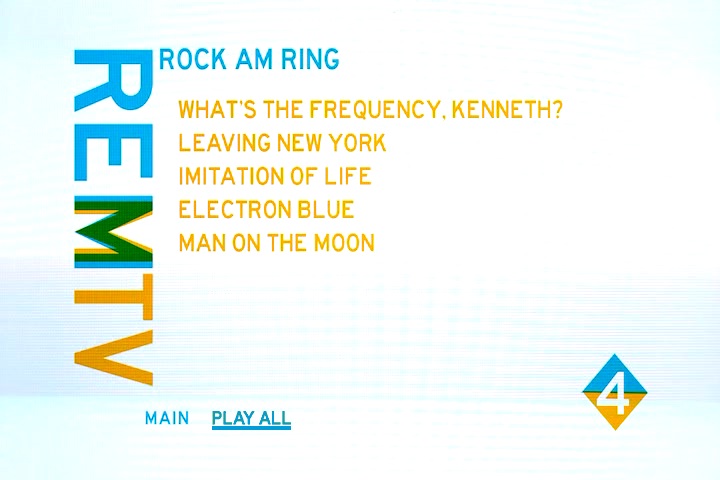 REMTV
ROCK AM RING
WHAT'S THE FREQUENCY, KENNETH?
LEAVING NEW YORK
IMITATION OF LIFE
ELECTRON BLUE
MAN ON THE MOON
MAIN PLAY ALL
4